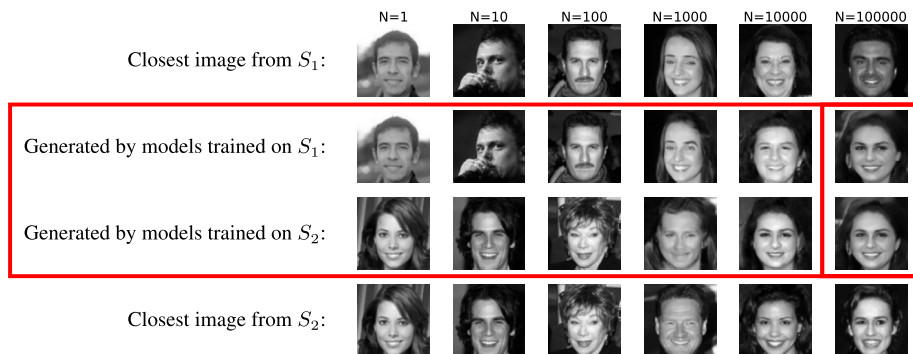 N=1 N=10 N=100 N=1000 N=10000 N=100000
Closest image from S₁:
Generated by models trained on S₁:
Generated by models trained on S₂:
Closest image from S₂: